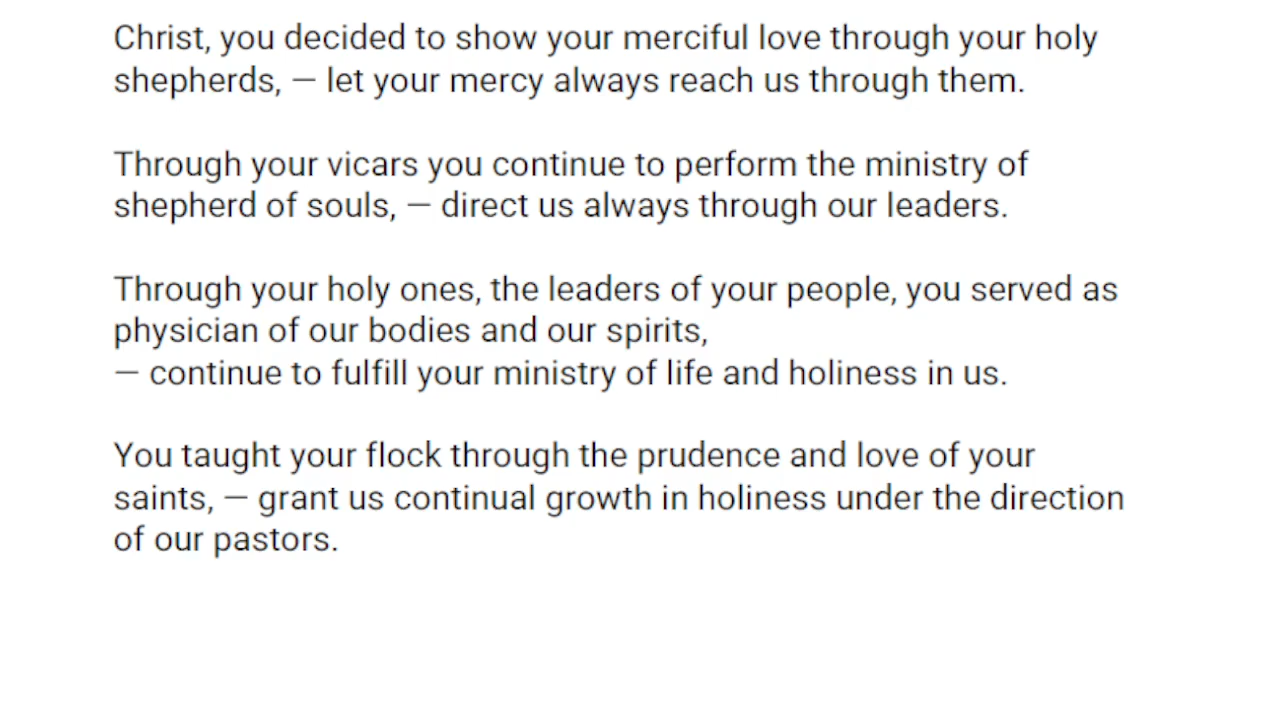 Christ, you decided to show your merciful love through your holy
shepherds, — let your mercy always reach us through them.
Through your vicars you continue to perform the ministry of
shepherd of souls, — direct us always through our leaders.
Through your holy ones, the leaders of your people, you served as
physician of our bodies and our spirits,
— continue to fulfill your ministry of life and holiness in us.
You taught your flock through the prudence and love of your
saints, — grant us continual growth in holiness under the direction
of our pastors.